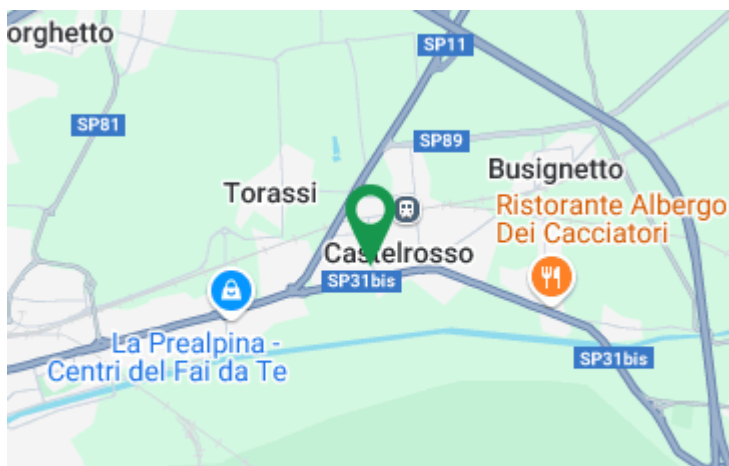 orghetto
SP11
SP81
SP89
Busignetto
Torassi
Ristorante Albergo
Dei Cacciatori
Castelrosso
SP31bis
La Prealpina -
Centri del Fai da Te
SP31bis